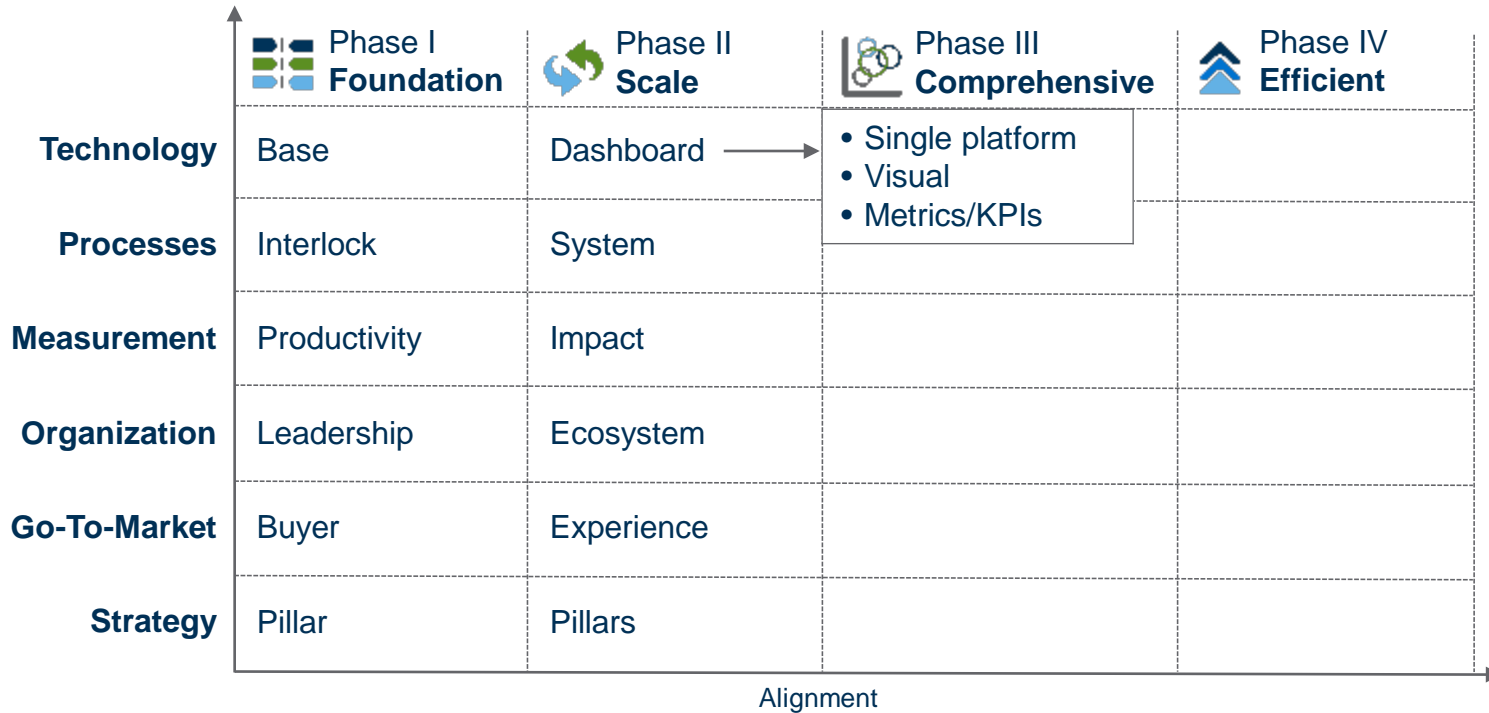 Phase I
Foundation
Phase II
Scale
Phase III
Comprehensive
Phase IV
Efficient
Technology
Base
Dashboard
• Single platform
• Visual
• Metrics/KPIs
Processes
Interlock
System
Measurement
Productivity
Impact
Organization
Leadership
Ecosystem
Go-To-Market
Buyer
Experience
Strategy
Pillar
Pillars
Alignment